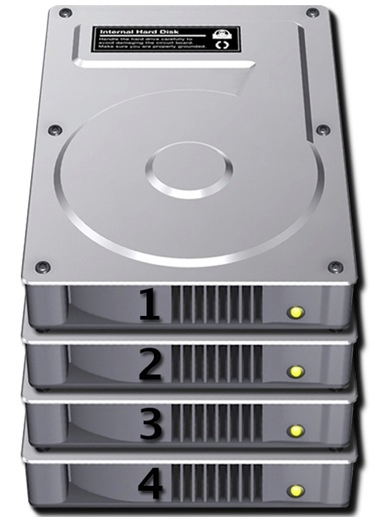 Internal Hard Disk
Handle the hard drive carefully to
avoid damaging the circuit board.
Make sure you are properly grounded.
1
2
3
4